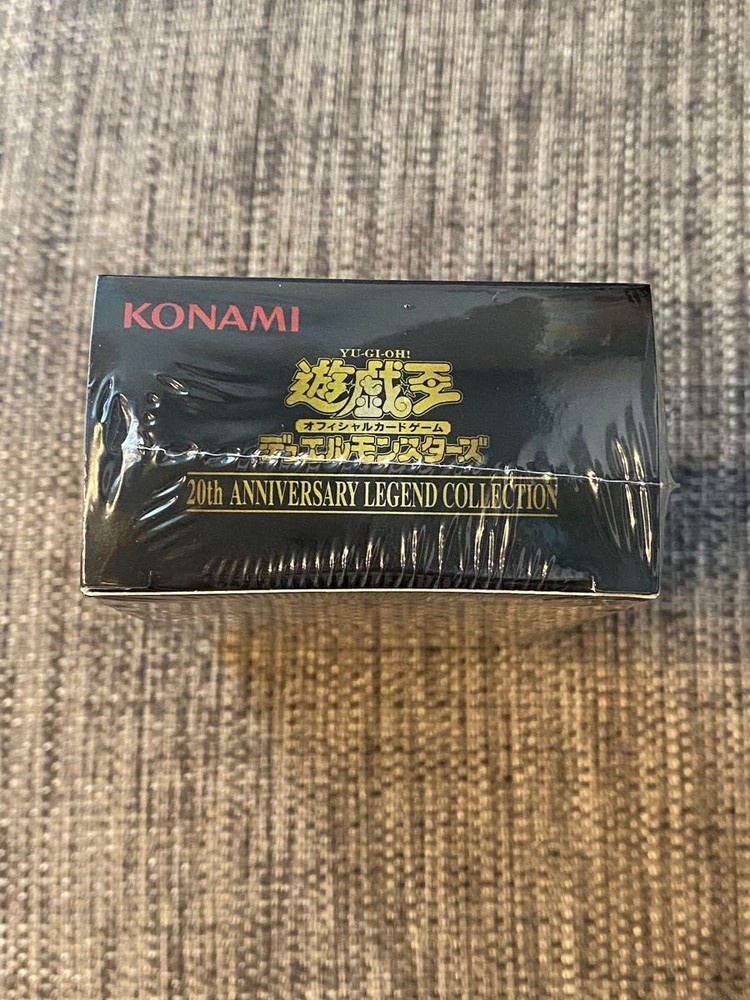 KONAMI
YU-GI-OH!
遊戯王
オフィシャルカードゲーム
デュエルモンスターズ
20th ANNIVERSARY LEGEND COLLECTION